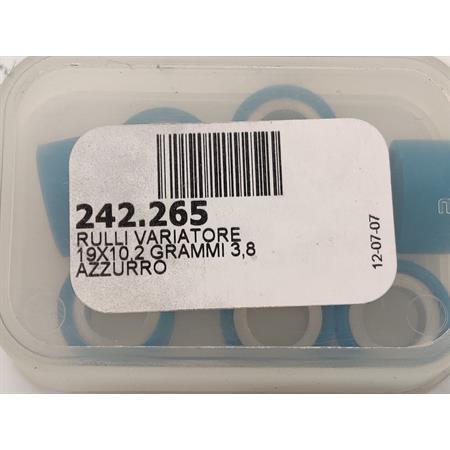 242.265
RULLI VARIATORE
19X10,2 GRAMMI 3,8
AZZURRO
12-07-07